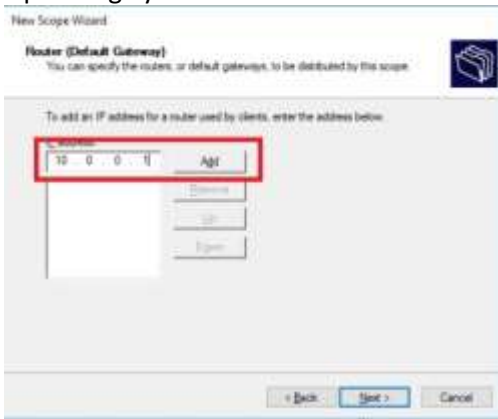 New Scope Wizard
Router (Default Gateway)
You can specify the routers, or default gateways, to be distributed by this scope.
To add an IP address for a router used by clients, enter the address below.
10 0 0 1 Add
Remove
Up
Down
< Back Next > Cancel